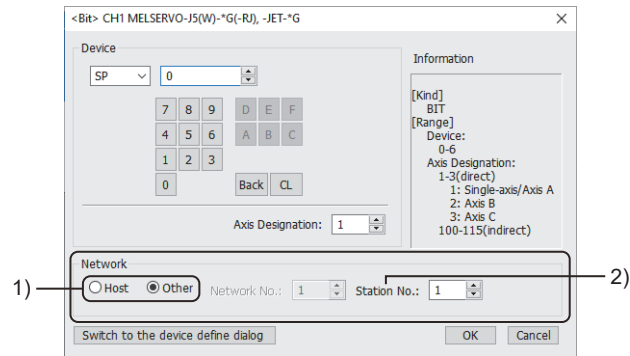 <Bit> CH1 MELSERVO-J5(W)-*G(-RJ), -JET-*G
Device
SP 0
7 8 9 D E F
4 5 6 A B C
1 2 3
0 Back CL
Axis Designation: 1
Information
[Kind]
BIT
[Range]
Device:
0-6
Axis Designation:
1-3(direct)
1: Single-axis/Axis A
2: Axis B
3: Axis C
100-115(indirect)
Network
1) Host Other Network No.: 1 Station No.: 1 2)
Switch to the device define dialog OK Cancel